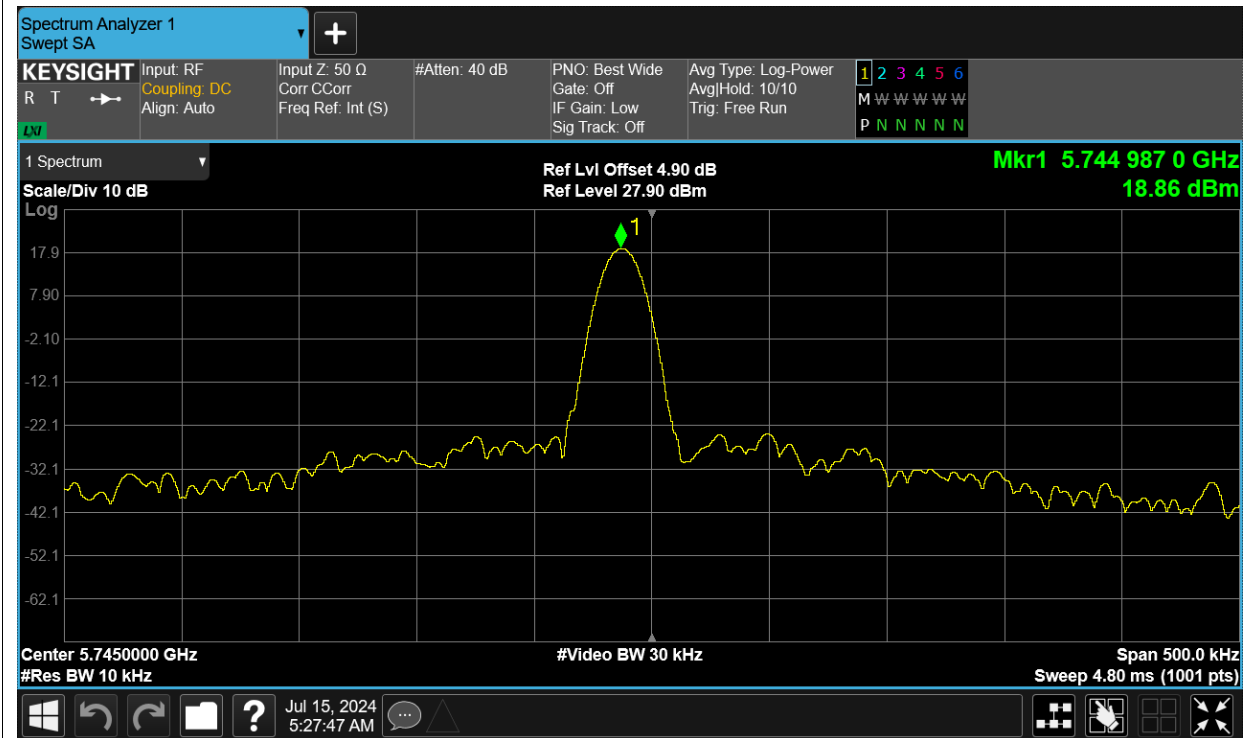 Spectrum Analyzer 1
Swept SA
KEYSIGHT
R T
LXI
Input: RF
Coupling: DC
Align: Auto
Input Z: 50 Ω
Corr CCorr
Freq Ref: Int (S)
#Atten: 40 dB
PNO: Best Wide
Gate: Off
IF Gain: Low
Sig Track: Off
Avg Type: Log-Power
Avg|Hold: 10/10
Trig: Free Run
1 2 3 4 5 6
M W W W W W
P N N N N N
1 Spectrum
Scale/Div 10 dB
Log
Ref Lvl Offset 4.90 dB
Ref Level 27.90 dBm
Mkr1 5.744 987 0 GHz
18.86 dBm
1
17.9
7.90
-2.10
-12.1
-22.1
-32.1
-42.1
-52.1
-62.1
Center 5.7450000 GHz
#Res BW 10 kHz
#Video BW 30 kHz
Span 500.0 kHz
Sweep 4.80 ms (1001 pts)
?
Jul 15, 2024
5:27:47 AM